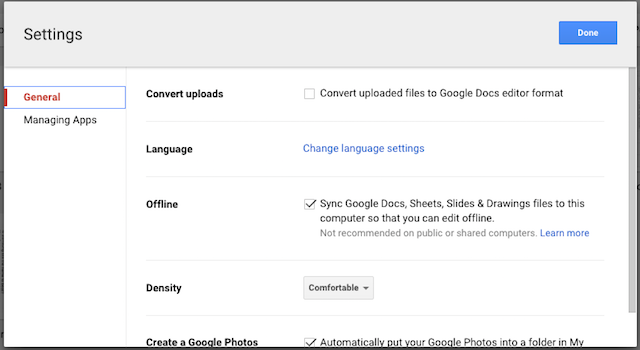 Settings
Done
General
Managing Apps
Convert uploads
Convert uploaded files to Google Docs editor format
Language
Change language settings
Offline
Sync Google Docs, Sheets, Slides & Drawings files to this
computer so that you can edit offline.
Not recommended on public or shared computers. Learn more
Density
Comfortable
Create a Google Photos
Automatically put your Google Photos into a folder in My